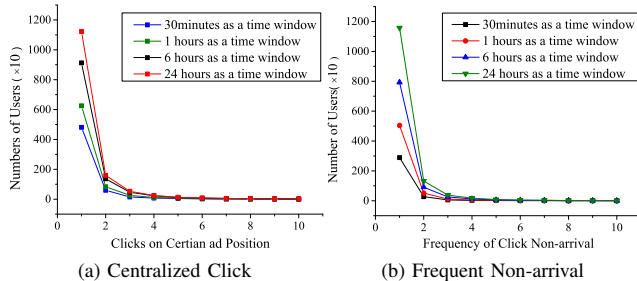 30minutes as a time window
1 hours as a time window
6 hours as a time window
24 hours as a time window
Numbers of Users (×10)
1200
1000
800
600
400
200
0
0 2 4 6 8 10
Clicks on Certian ad Position
(a) Centralized Click
30minutes as a time window
1 hours as a time window
6 hours as a time window
24 hours as a time window
Number of Users(×10)
1200
1000
800
600
400
200
0
0 2 4 6 8 10
Frequency of Click Non-arrival
(b) Frequent Non-arrival